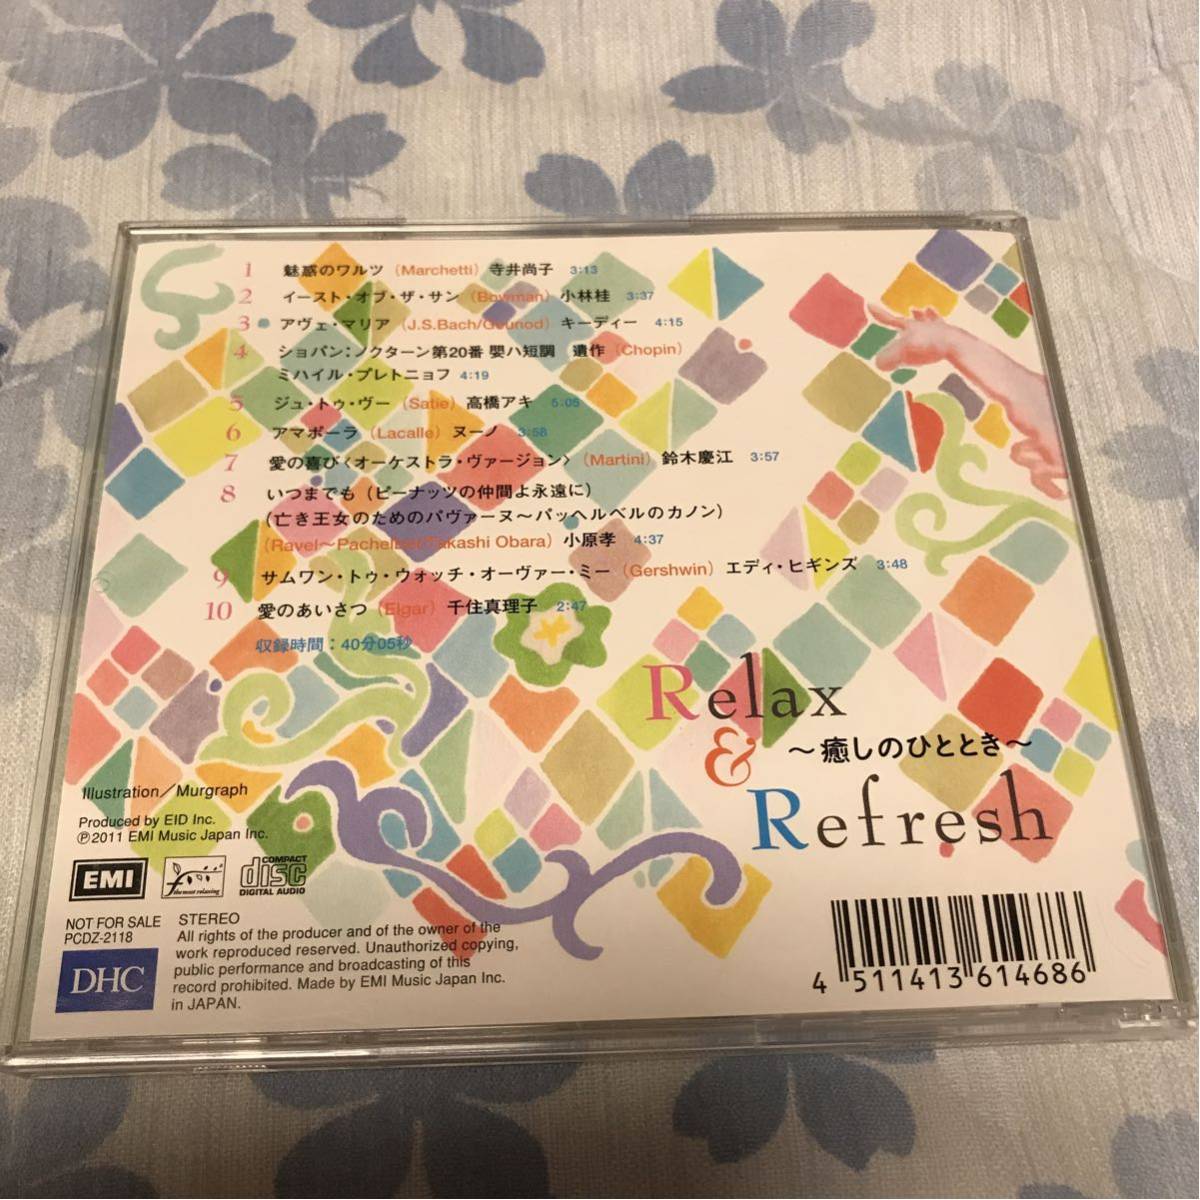 1 魅惑のワルツ (Marchetti) 寺井尚子 3:13
2 イースト・オブ・ザ・サン (Bowman) 小林桂 3:37
3 アヴェ・マリア (J.S.Bach/Gounod) キーディー 4:15
4 ショパン:ノクターン第20番 嬰ハ短調 遺作 (Chopin)
ミハイル・プレトニョフ 4:19
5 ジュ・トゥ・ヴー (Satie) 高橋アキ 5:05
6 アマポーラ (Lacalle) ヌーノ 3:58
7 愛の喜び〈オーケストラ・ヴァージョン〉 (Martini) 鈴木慶江 3:57
8 いつまでも (ピーナッツの仲間よ永遠に)
(亡き王女のためのパヴァーヌ～パッヘルベルのカノン)
(Ravel～Pachelbel/Takashi Obara) 小原孝 4:37
9 サムワン・トゥ・ウォッチ・オーヴァー・ミー (Gershwin) エディ・ヒギンズ 3:48
10 愛のあいさつ (Elgar) 千住真理子 2:47
収録時間：40分05秒
Relax
&
～癒しのひととき～
Refresh
Illustration／Murgraph
Produced by EID Inc.
℗2011 EMI Music Japan Inc.
EMI
the most relaxing
COMPACT
disc
DIGITAL AUDIO
NOT FOR SALE
PCDZ-2118
DHC
STEREO
All rights of the producer and of the owner of the
work reproduced reserved. Unauthorized copying,
public performance and broadcasting of this
record prohibited. Made by EMI Music Japan Inc.
in JAPAN.
4 511413 614686